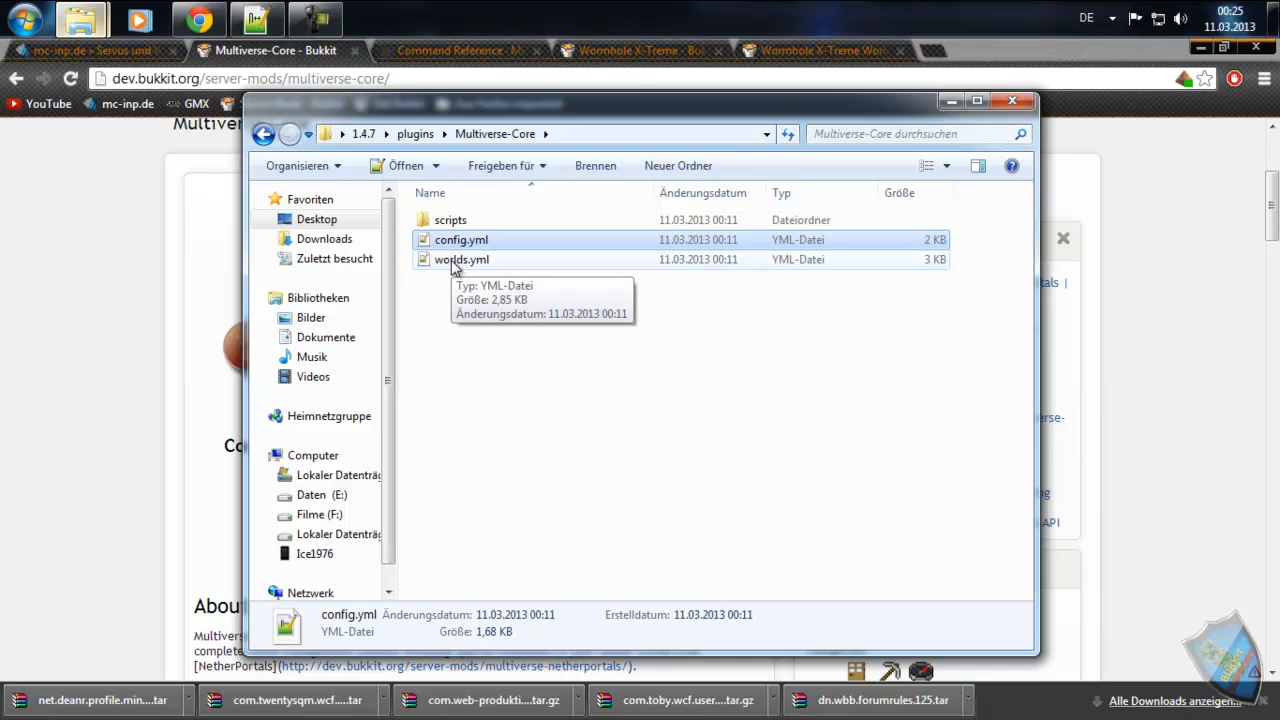 DE
00:25
11.03.2013
mc-inp.de » Servus und W
Multiverse-Core - Bukkit
Command Reference - M
Wormhole X-Treme - Buk
Wormhole X-Treme Wor
dev.bukkit.org/server-mods/multiverse-core/
YouTube
mc-inp.de
GMX
Multiverse
1.4.7
plugins
Multiverse-Core
Multiverse-Core durchsuchen
Organisieren
Öffnen
Freigeben für
Brennen
Neuer Ordner
Name
Änderungsdatum
Typ
Größe
Favoriten
Desktop
Downloads
Zuletzt besucht
Bibliotheken
Bilder
Dokumente
Musik
Videos
Heimnetzgruppe
Computer
Lokaler Datenträg
Daten (E:)
Filme (F:)
Lokaler Datenträg
Ice1976
Netzwerk
scripts 11.03.2013 00:11 Dateiordner
config.yml 11.03.2013 00:11 YML-Datei 2 KB
worlds.yml 11.03.2013 00:11 YML-Datei 3 KB
Typ: YML-Datei
Größe: 2,85 KB
Änderungsdatum: 11.03.2013 00:11
config.yml Änderungsdatum: 11.03.2013 00:11 Erstelldatum: 11.03.2013 00:11
YML-Datei Größe: 1,68 KB
tals |
erse-
API
Co
About
Multivers
complete
[NetherPortals](http://dev.bukkit.org/server-mods/multiverse-netherportals/).
BUKKIT
net.deanr.profile.min....tar
com.twentysqm.wcf.....tar
com.web-produkti....tar.gz
com.toby.wcf.user....tar.gz
dn.wbb.forumrules.125.tar
Alle Downloads anzeigen...